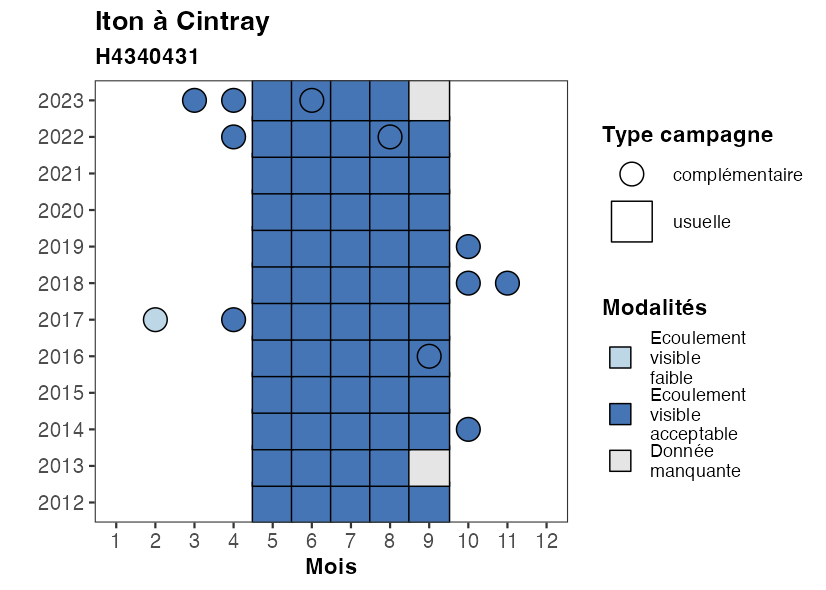 Iton à Cintray
H4340431
2023
2022
2021
2020
2019
2018
2017
2016
2015
2014
2013
2012
1 2 3 4 5 6 7 8 9 10 11 12
Mois
Type campagne
complémentaire
usuelle
Modalités
Ecoulement
visible
faible
Ecoulement
visible
acceptable
Donnée
manquante